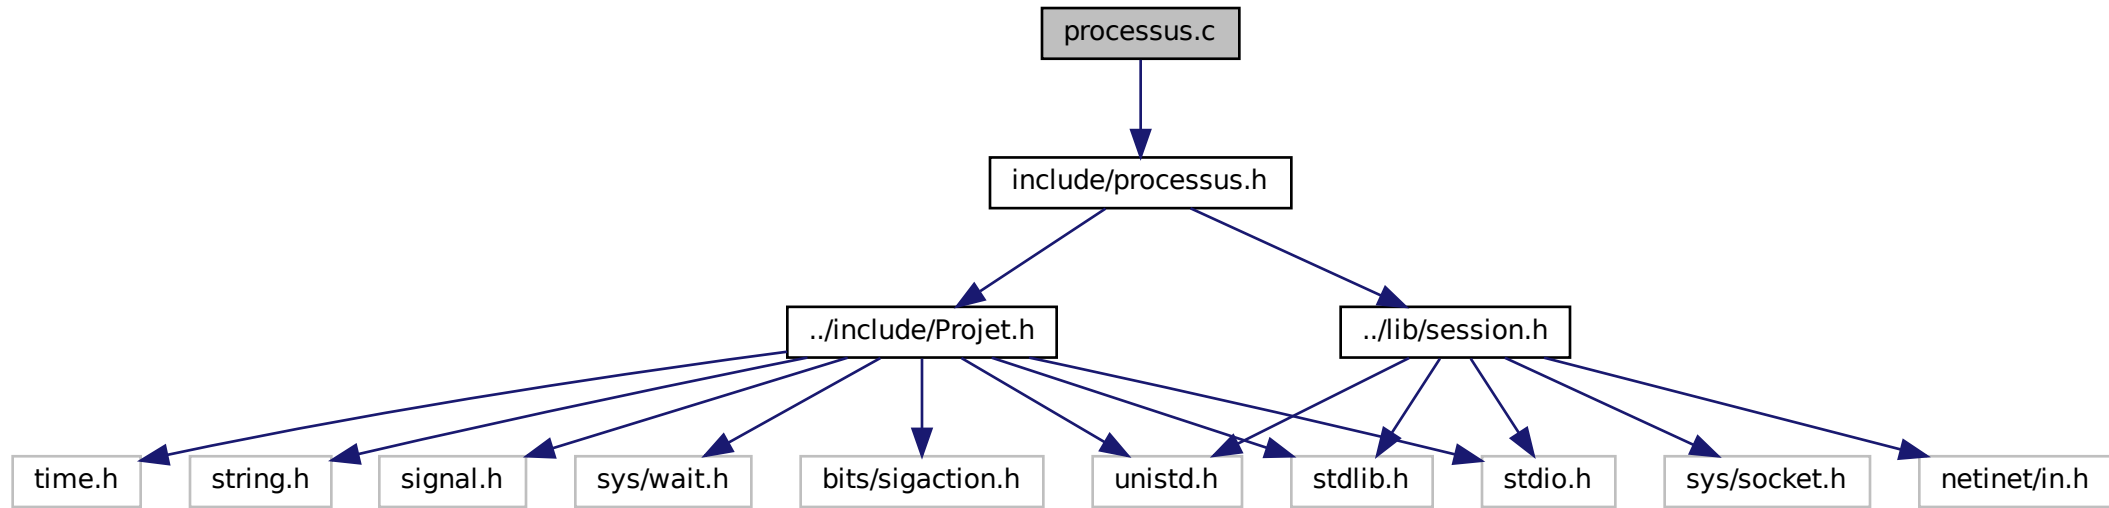 processus.c
include/processus.h
../include/Projet.h
../lib/session.h
time.h
string.h
signal.h
sys/wait.h
bits/sigaction.h
unistd.h
stdlib.h
stdio.h
sys/socket.h
netinet/in.h